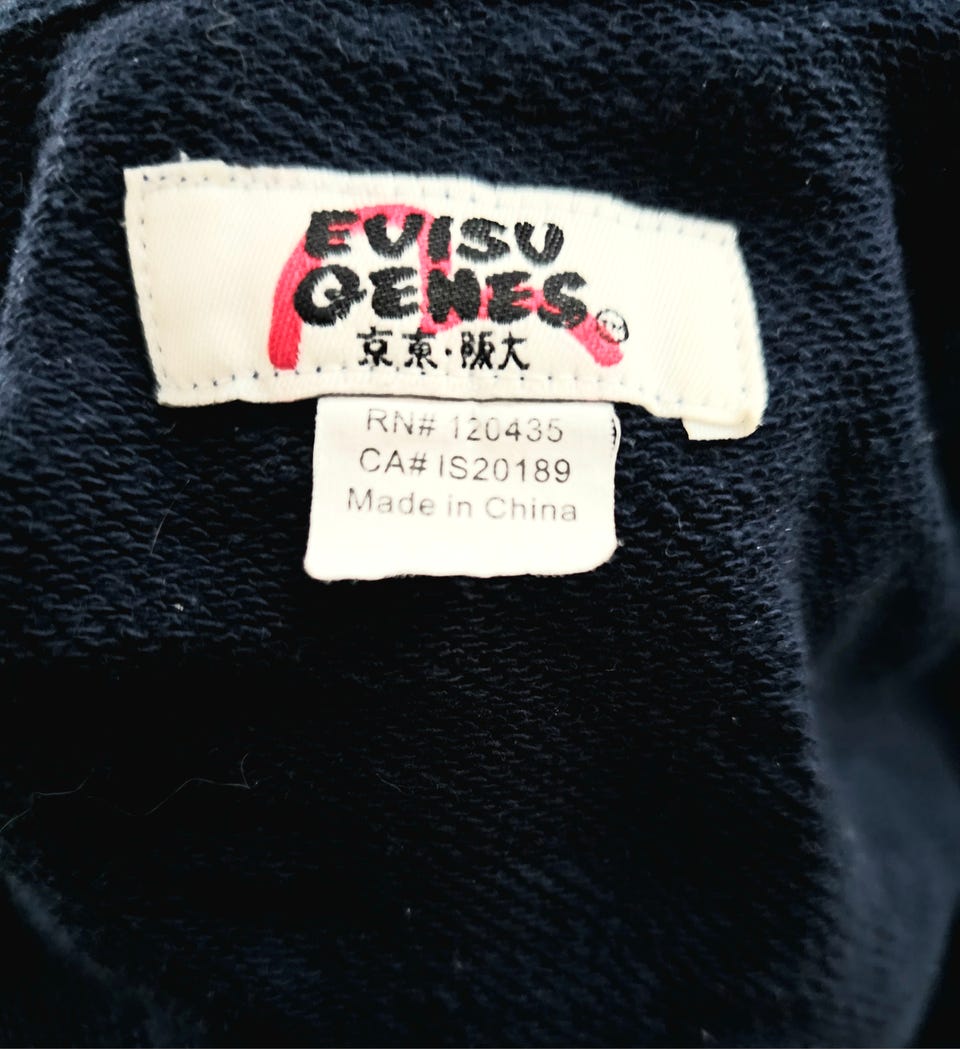 EVISU
GENES
京東・阪大
RN# 120435
CA# IS20189
Made in China